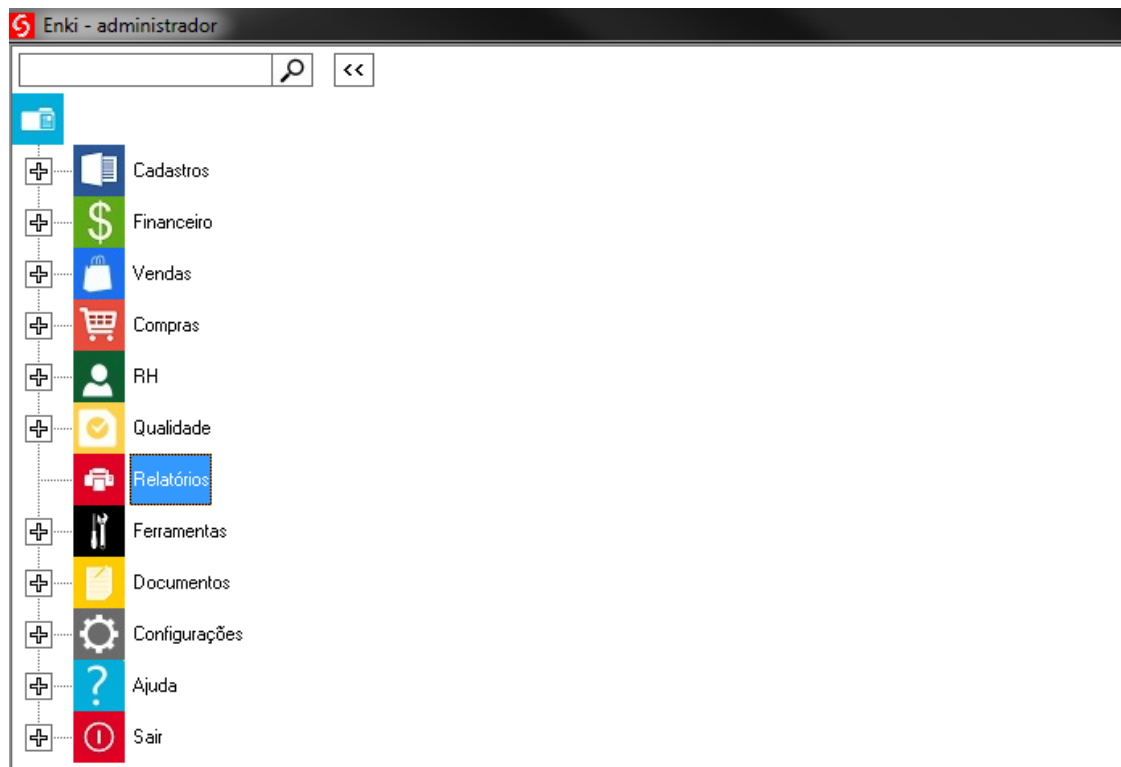 Enki - administrador
<<
Cadastros
Financeiro
Vendas
Compras
RH
Qualidade
Relatórios
Ferramentas
Documentos
Configurações
Ajuda
Sair